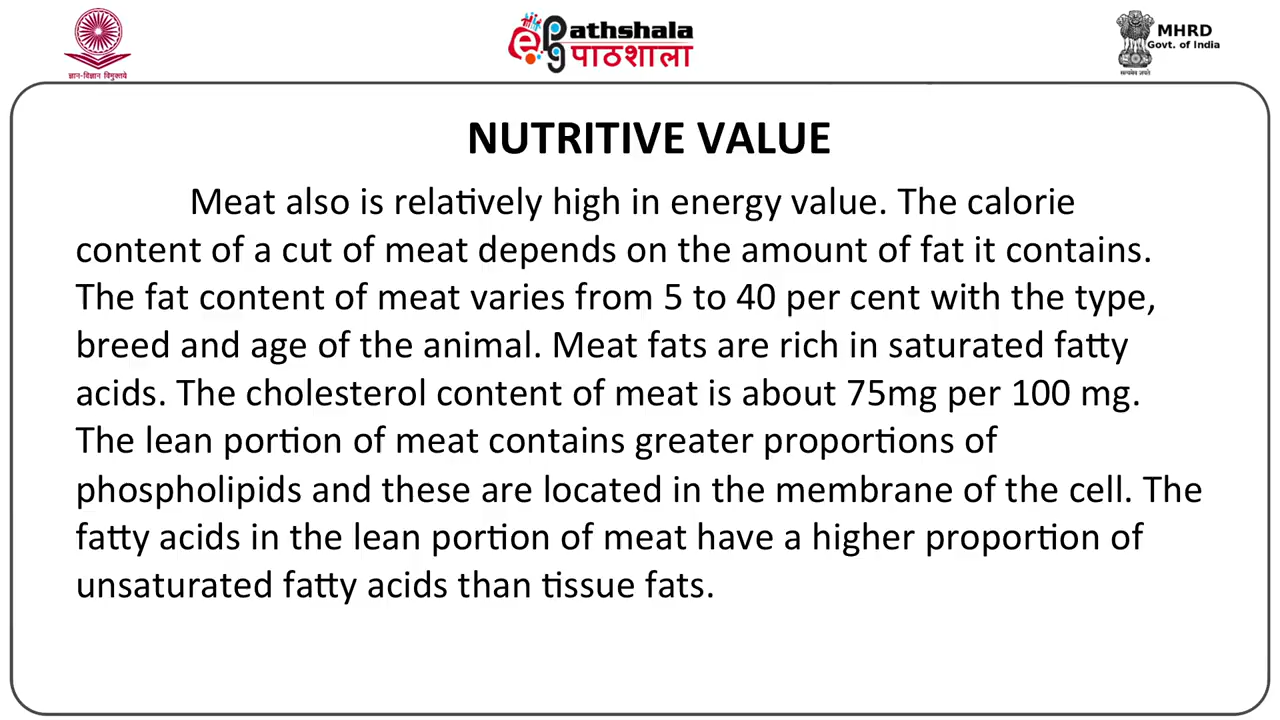 ज्ञान-विज्ञान विमुक्तये
Pathshala
पाठशाला
MHRD
Govt. of India
सत्यमेव जयते
NUTRITIVE VALUE
Meat also is relatively high in energy value. The calorie
content of a cut of meat depends on the amount of fat it contains.
The fat content of meat varies from 5 to 40 per cent with the type,
breed and age of the animal. Meat fats are rich in saturated fatty
acids. The cholesterol content of meat is about 75mg per 100 mg.
The lean portion of meat contains greater proportions of
phospholipids and these are located in the membrane of the cell. The
fatty acids in the lean portion of meat have a higher proportion of
unsaturated fatty acids than tissue fats.